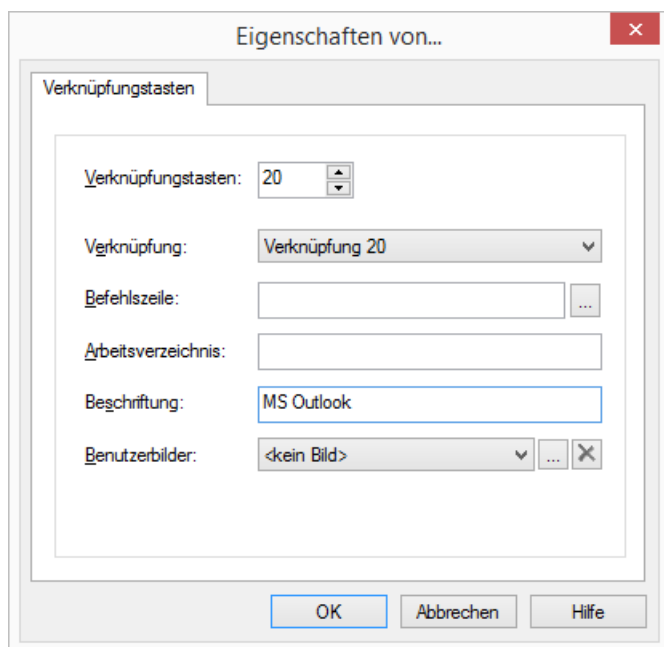 Eigenschaften von...
Verknüpfungstasten
Verknüpfungstasten: 20
Verknüpfung: Verknüpfung 20
Befehlszeile: ...
Arbeitsverzeichnis:
Beschriftung: MS Outlook
Benutzerbilder: <kein Bild> ...
OK Abbrechen Hilfe